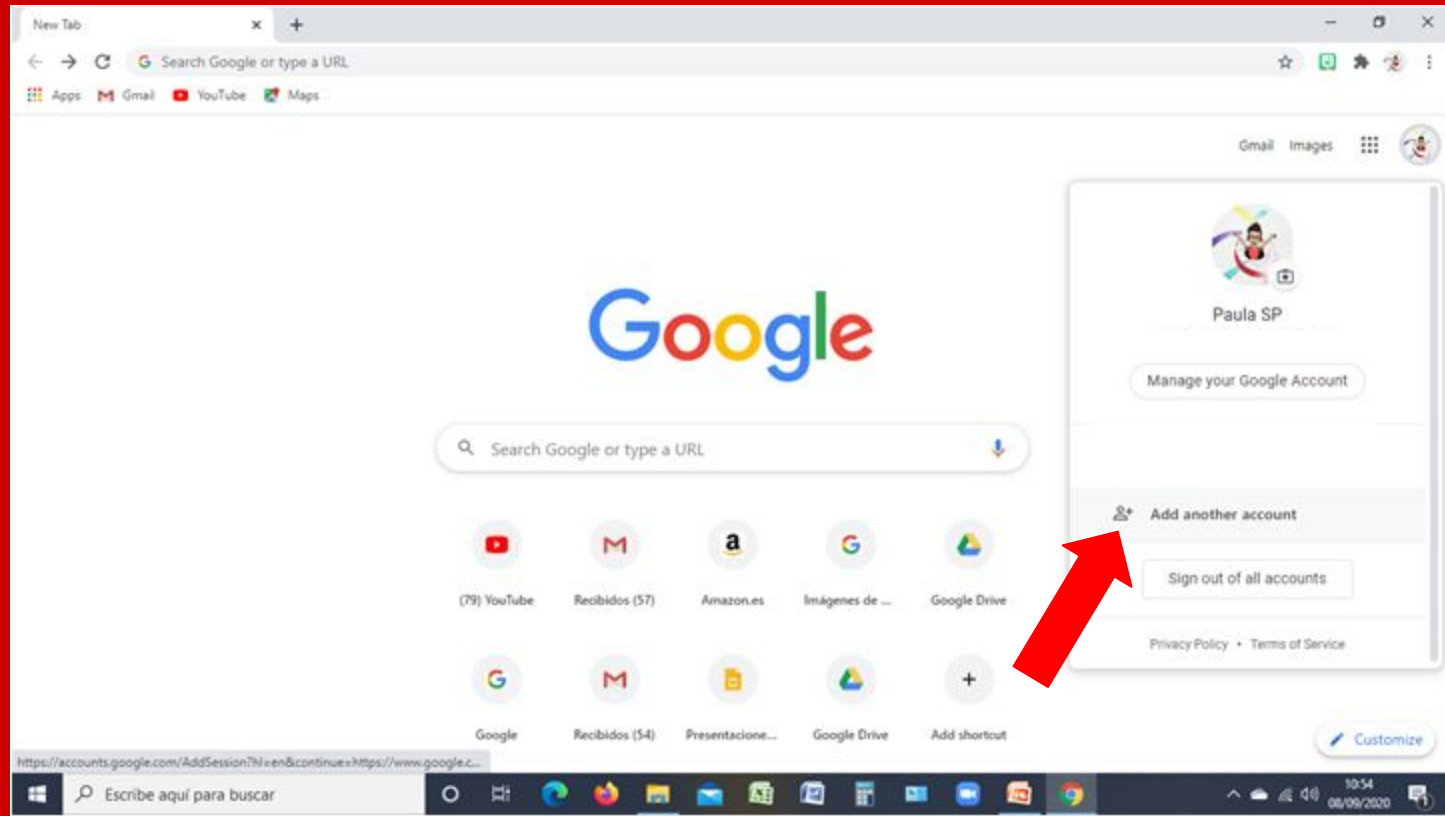 New Tab
Search Google or type a URL
Apps Gmail YouTube Maps
Gmail Images
Paula SP
Manage your Google Account
Google
Search Google or type a URL
Add another account
Sign out of all accounts
(79) YouTube Recibidos (57) Amazon.es Imágenes de ... Google Drive
Privacy Policy • Terms of Service
Google Recibidos (54) Presentacione... Google Drive Add shortcut
Customize
https://accounts.google.com/AddSession?hl=en&continue=https://www.google.c...
Escribe aquí para buscar
10:54
08/09/2020